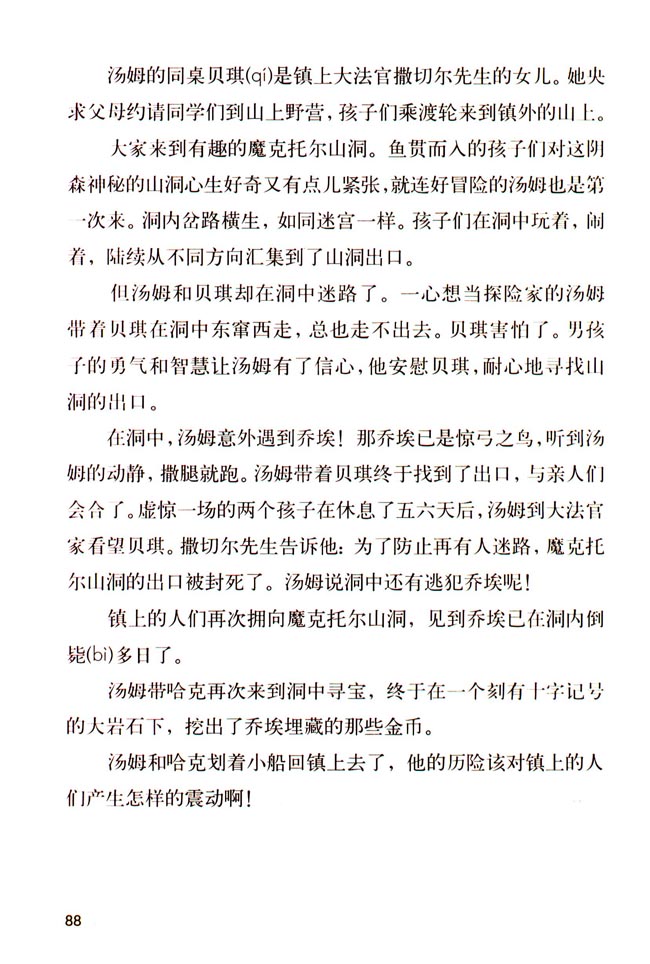 汤姆的同桌贝琪(qí)是镇上大法官撒切尔先生的女儿。她央
求父母约请同学们到山上野营，孩子们乘渡轮来到镇外的山上。
大家来到有趣的魔克托尔山洞。鱼贯而入的孩子们对这阴
森神秘的山洞心生好奇又有点儿紧张，就连好冒险的汤姆也是第
一次来。洞内岔路横生，如同迷宫一样。孩子们在洞中玩着，闹
着，陆续从不同方向汇集到了山洞出口。
但汤姆和贝琪却在洞中迷路了。一心想当探险家的汤姆
带着贝琪在洞中东窜西走，总也走不出去。贝琪害怕了。男孩
子的勇气和智慧让汤姆有了信心，他安慰贝琪，耐心地寻找山
洞的出口。
在洞中，汤姆意外遇到乔埃！那乔埃已是惊弓之鸟，听到汤
姆的动静，撒腿就跑。汤姆带着贝琪终于找到了出口，与亲人们
会合了。虚惊一场的两个孩子在休息了五六天后，汤姆到大法官
家看望贝琪。撒切尔先生告诉他：为了防止再有人迷路，魔克托
尔山洞的出口被封死了。汤姆说洞中还有逃犯乔埃呢！
镇上的人们再次拥向魔克托尔山洞，见到乔埃已在洞内倒
毙(bì)多日了。
汤姆带哈克再次来到洞中寻宝，终于在一个刻有十字记号
的大岩石下，挖出了乔埃埋藏的那些金币。
汤姆和哈克划着小船回镇上去了，他的历险该对镇上的人
们产生怎样的震动啊！
88